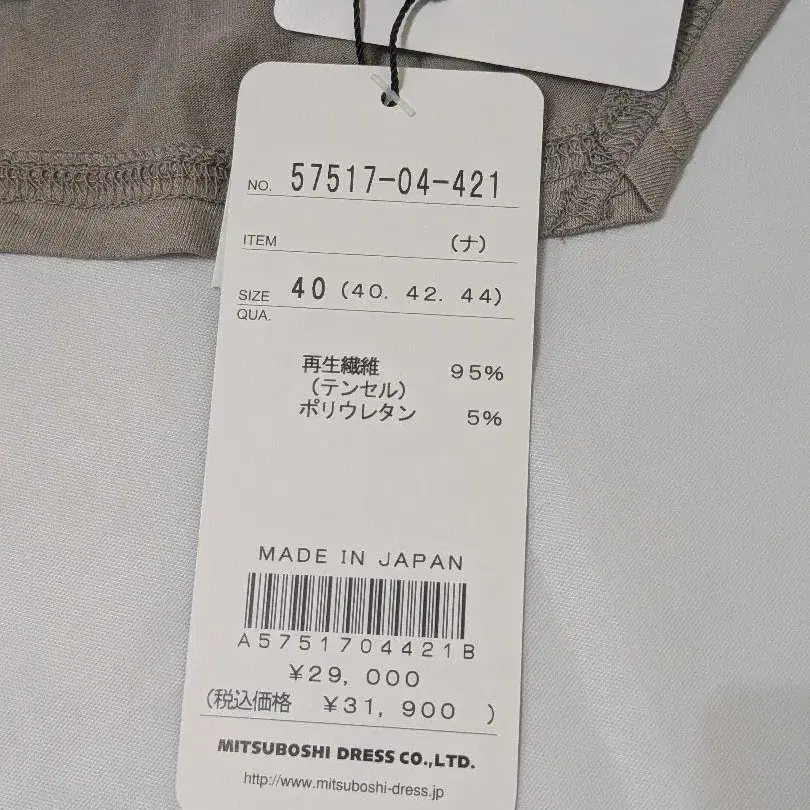 NO. 57517-04-421
ITEM (ナ)
SIZE 40 (40. 42. 44)
QUA.
再生繊維 95%
(テンセル)
ポリウレタン 5%
MADE IN JAPAN
A5751704421B
¥29, 000
(税込価格 ¥31, 900 )
MITSUBOSHI DRESS CO.,LTD.
http://www.mitsuboshi-dress.jp